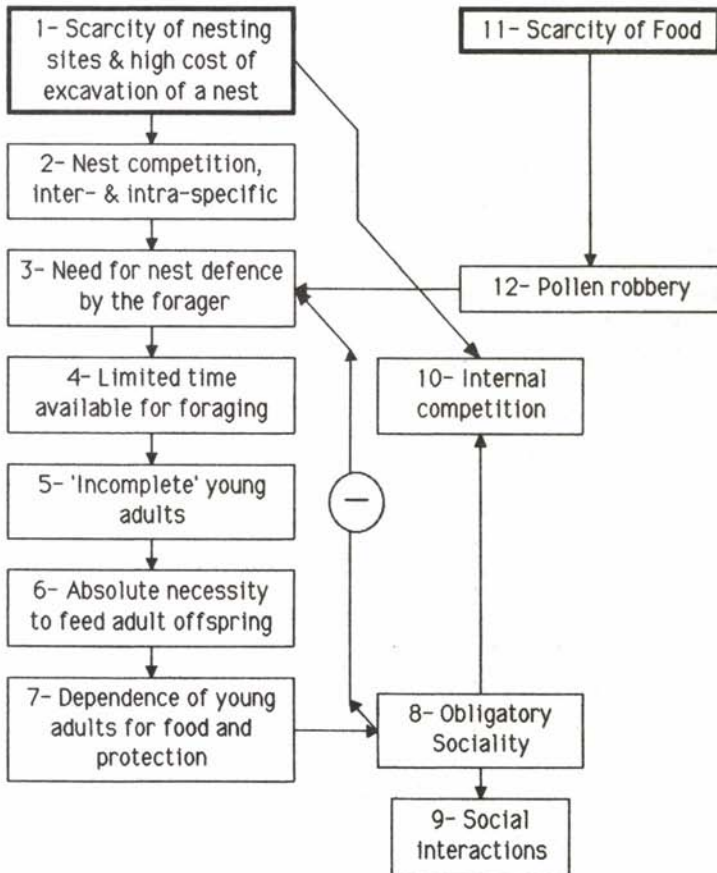 1- Scarcity of nesting
sites & high cost of
excavation of a nest
2- Nest competition,
inter- & intra-specific
3- Need for nest defence
by the forager
4- Limited time
available for foraging
5- 'Incomplete' young
adults
6- Absolute necessity
to feed adult offspring
7- Dependence of young
adults for food and
protection
8- Obligatory
Sociality
9- Social
interactions
10- Internal
competition
11- Scarcity of Food
12- Pollen robbery
−